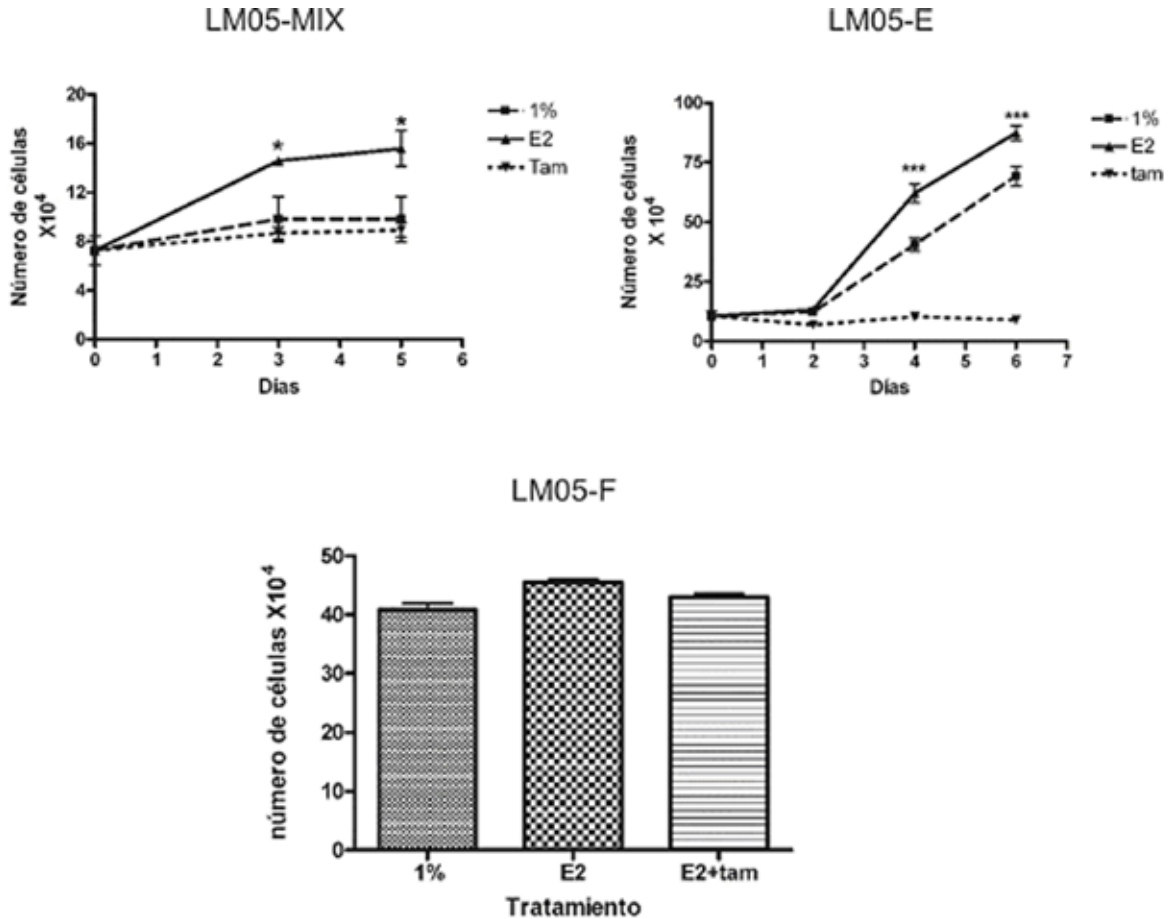 LM05-MIX
Número de células
X10⁴
20
16
12
8
4
0
*
*
0 1 2 3 4 5 6
Días
1%
E2
Tam
LM05-E
Número de células
X 10⁴
100
75
50
25
0
***
***
0 1 2 3 4 5 6 7
Días
1%
E2
tam
LM05-F
número de células X10⁴
50
40
30
20
10
0
1% E2 E2+tam
Tratamiento